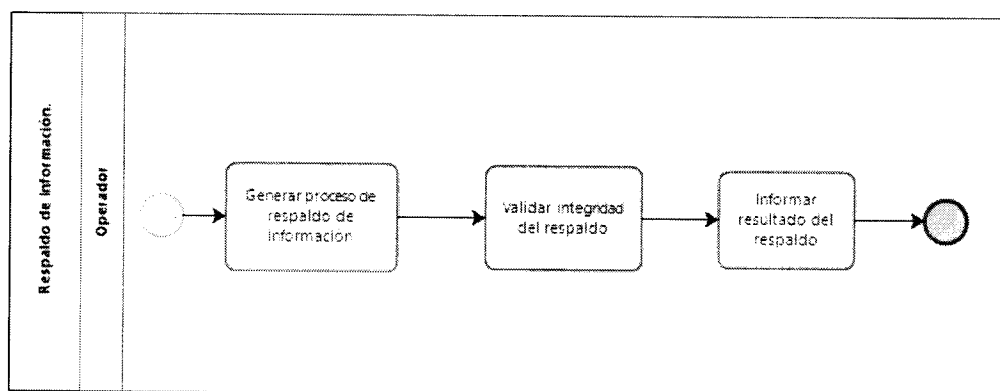 Respaldo de Información.
Operador
Generar proceso de
respaldo de
información
Validar integridad
del respaldo
Informar
resultado del
respaldo